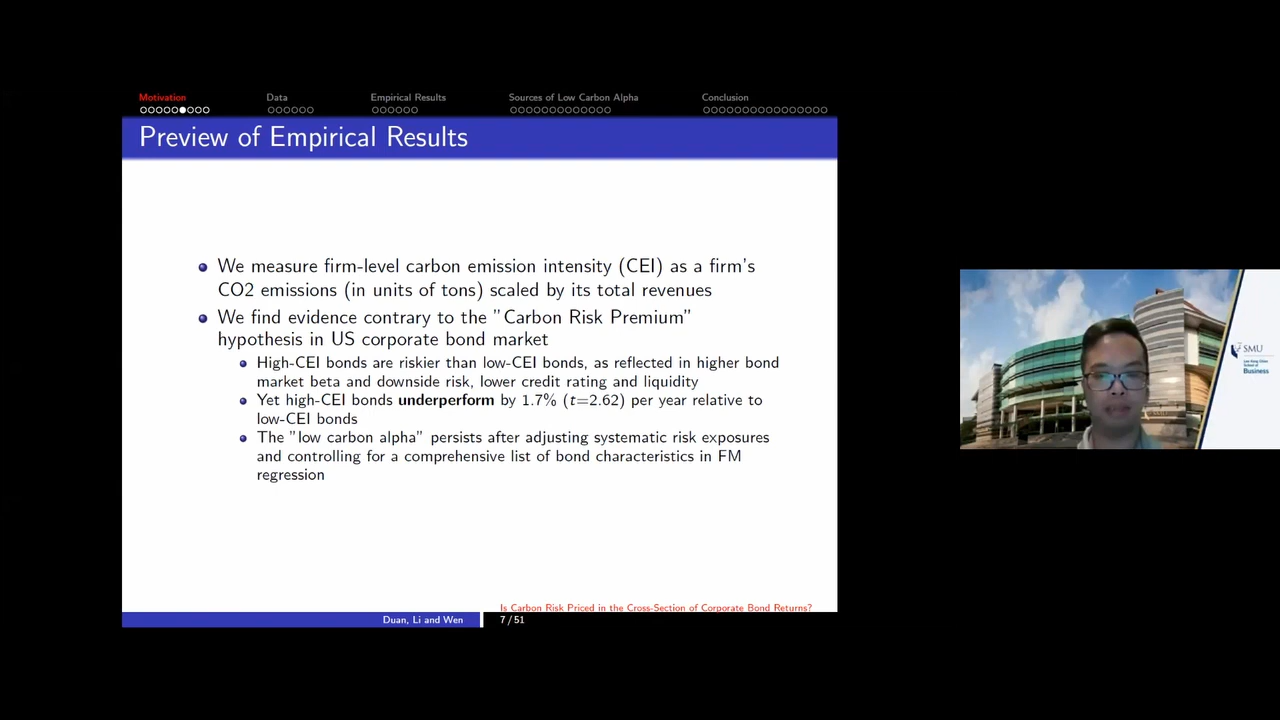 Motivation
Data
Empirical Results
Sources of Low Carbon Alpha
Conclusion
Preview of Empirical Results
We measure firm-level carbon emission intensity (CEI) as a firm's
CO2 emissions (in units of tons) scaled by its total revenues
We find evidence contrary to the "Carbon Risk Premium"
hypothesis in US corporate bond market
High-CEI bonds are riskier than low-CEI bonds, as reflected in higher bond
market beta and downside risk, lower credit rating and liquidity
Yet high-CEI bonds underperform by 1.7% (t=2.62) per year relative to
low-CEI bonds
The "low carbon alpha" persists after adjusting systematic risk exposures
and controlling for a comprehensive list of bond characteristics in FM
regression
Is Carbon Risk Priced in the Cross-Section of Corporate Bond Returns?
Duan, Li and Wen
7 / 51
SMU
Lee Kong Chian
School of
Business